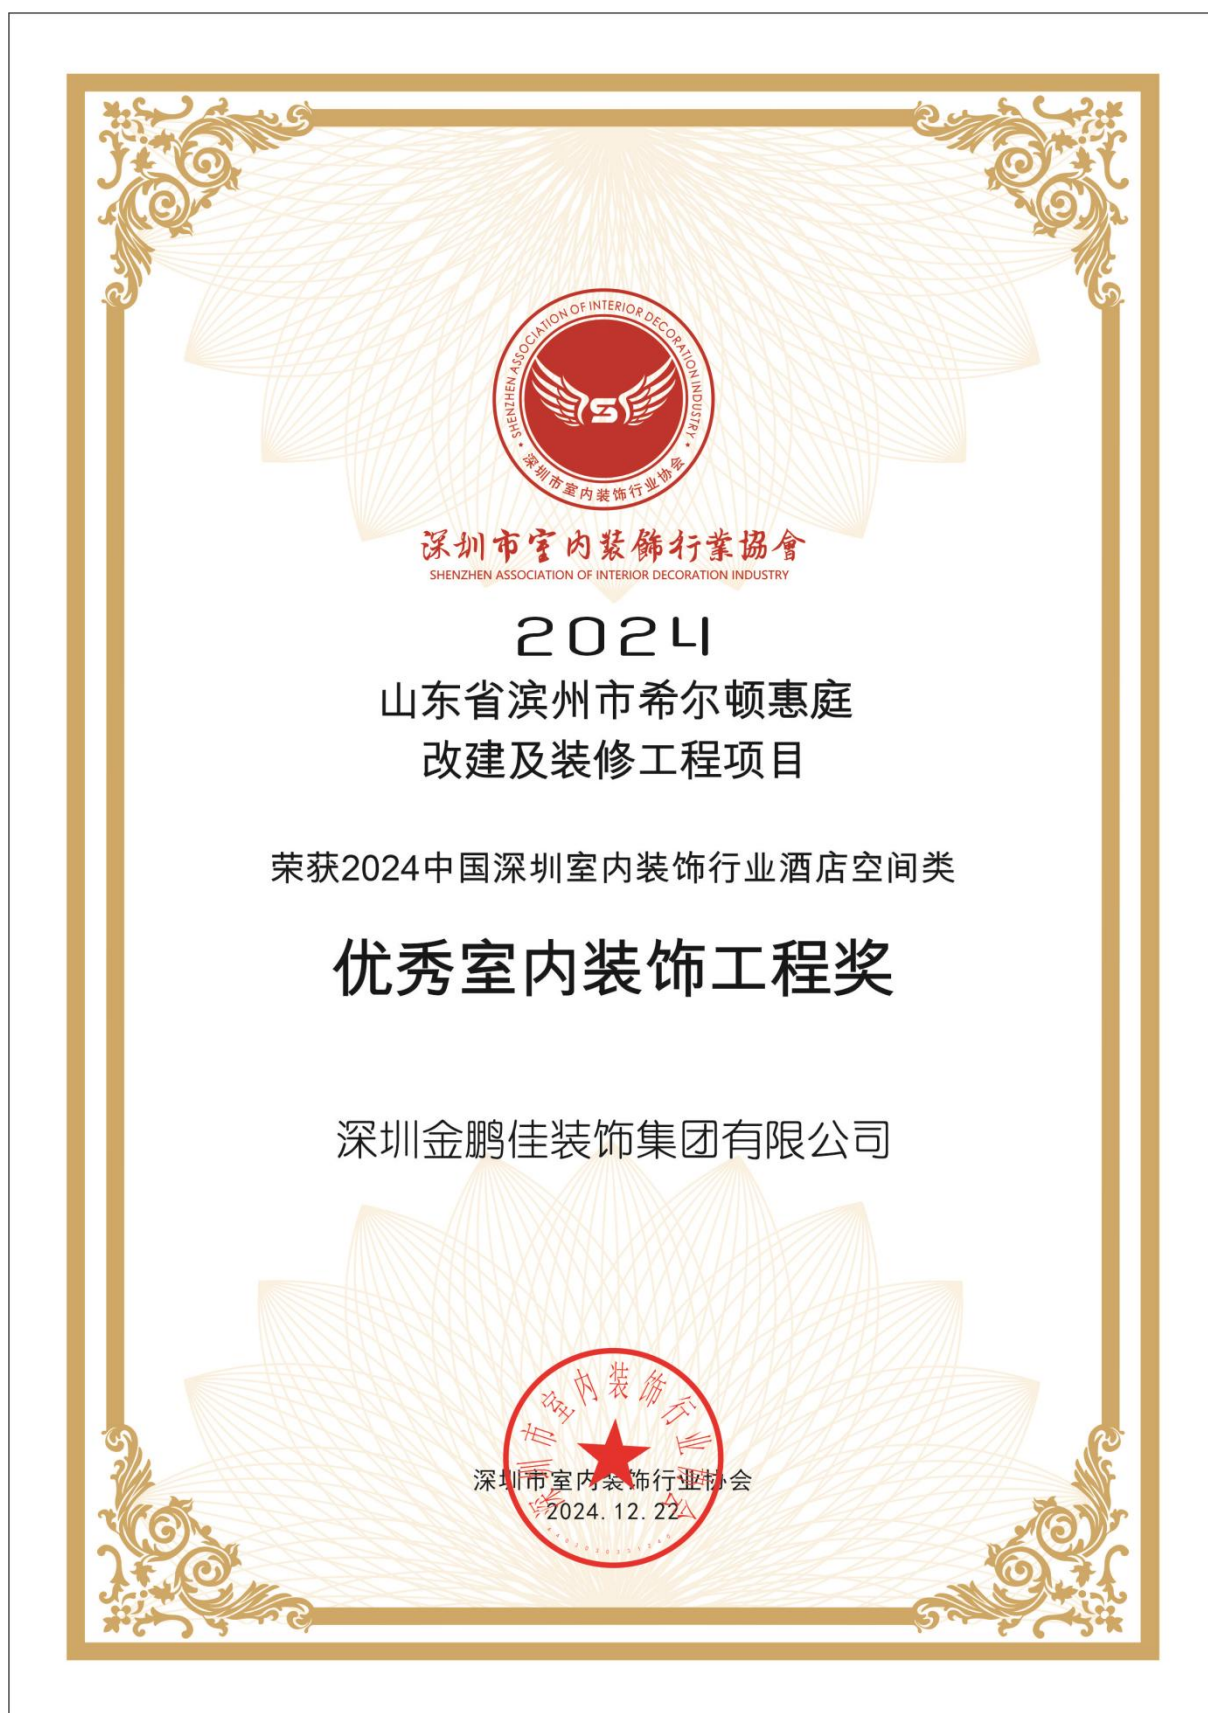 SHENZHEN ASSOCIATION OF INTERIOR DECORATION INDUSTRY
深圳市室内装饰行业协会
深圳市室内装飾行業協會
SHENZHEN ASSOCIATION OF INTERIOR DECORATION INDUSTRY
2024
山东省滨州市希尔顿惠庭
改建及装修工程项目
荣获2024中国深圳室内装饰行业酒店空间类
优秀室内装饰工程奖
深圳金鹏佳装饰集团有限公司
深圳市室内装饰行业协会
深圳市室内装饰行业协会
2024.12.22